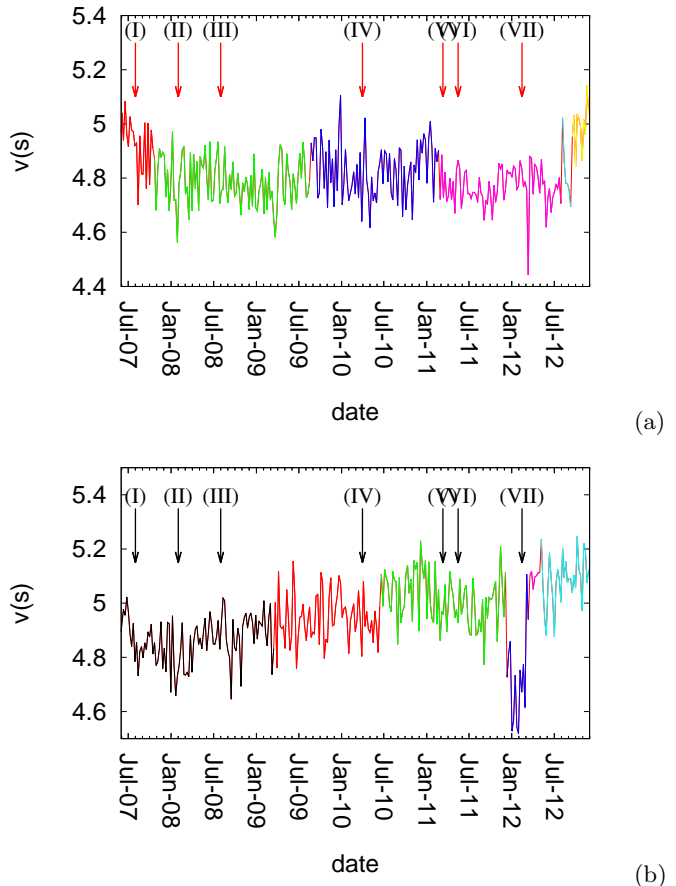 5.4
5.2
5
4.8
4.6
4.4
v(s)
(I) (II) (III) (IV) (V) (VI) (VII)
Jul-07 Jan-08 Jul-08 Jan-09 Jul-09 Jan-10 Jul-10 Jan-11 Jul-11 Jan-12 Jul-12
date
(a)
5.4
5.2
5
4.8
4.6
v(s)
(I) (II) (III) (IV) (V) (VI) (VII)
Jul-07 Jan-08 Jul-08 Jan-09 Jul-09 Jan-10 Jul-10 Jan-11 Jul-11 Jan-12 Jul-12
date
(b)